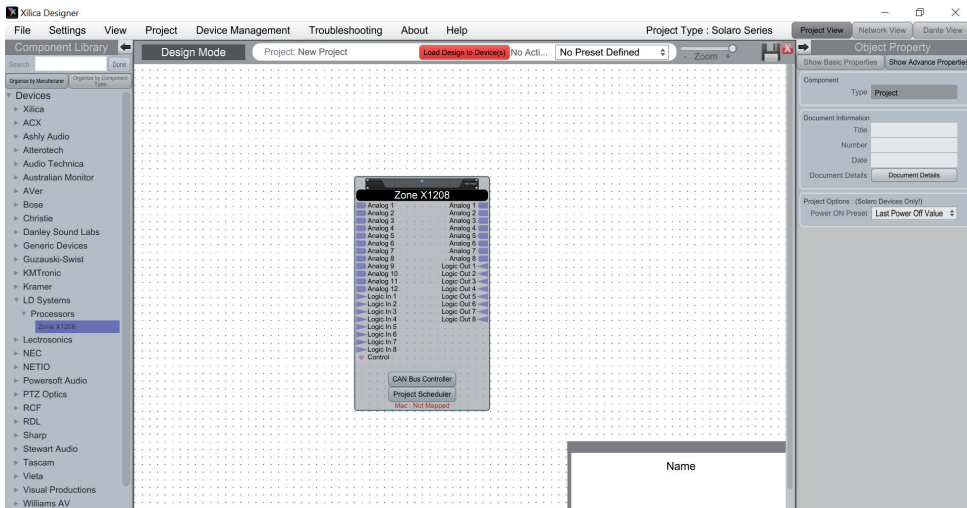 Xilica Designer
File Settings View Project Device Management Troubleshooting About Help Project Type : Solaro Series Project View Network View Dante View
Component Library
Search Done
Organize by Manufacturer Organize by Component Type
Devices
Xilica
ACX
Ashly Audio
Atterotech
Audio Technica
Australian Monitor
AVer
Bose
Christie
Danley Sound Labs
Generic Devices
Guzauski-Swist
KMTronic
Kramer
LD Systems
Processors
Zone X1208
Lectrosonics
NEC
NETIO
Powersoft Audio
PTZ Optics
RCF
RDL
Sharp
Stewart Audio
Tascam
Vieta
Visual Productions
Williams AV
Design Mode Project: New Project Load Design to Device(s) No Acti... No Preset Defined - Zoom +
Zone X1208
Analog 1 Analog 1
Analog 2 Analog 2
Analog 3 Analog 3
Analog 4 Analog 4
Analog 5 Analog 5
Analog 6 Analog 6
Analog 7 Analog 7
Analog 8 Analog 8
Analog 9 Logic Out 1
Analog 10 Logic Out 2
Analog 11 Logic Out 3
Analog 12 Logic Out 4
Logic In 1 Logic Out 5
Logic In 2 Logic Out 6
Logic In 3 Logic Out 7
Logic In 4 Logic Out 8
Logic In 5
Logic In 6
Logic In 7
Logic In 8
Control
CAN Bus Controller
Project Scheduler
Mac : Not Mapped
Name
Object Property
Show Basic Properties Show Advance Properties
Component
Type Project
Document Information
Title
Number
Date
Document Details Document Details
Project Options : (Solaro Devices Only!)
Power ON Preset Last Power Off Value